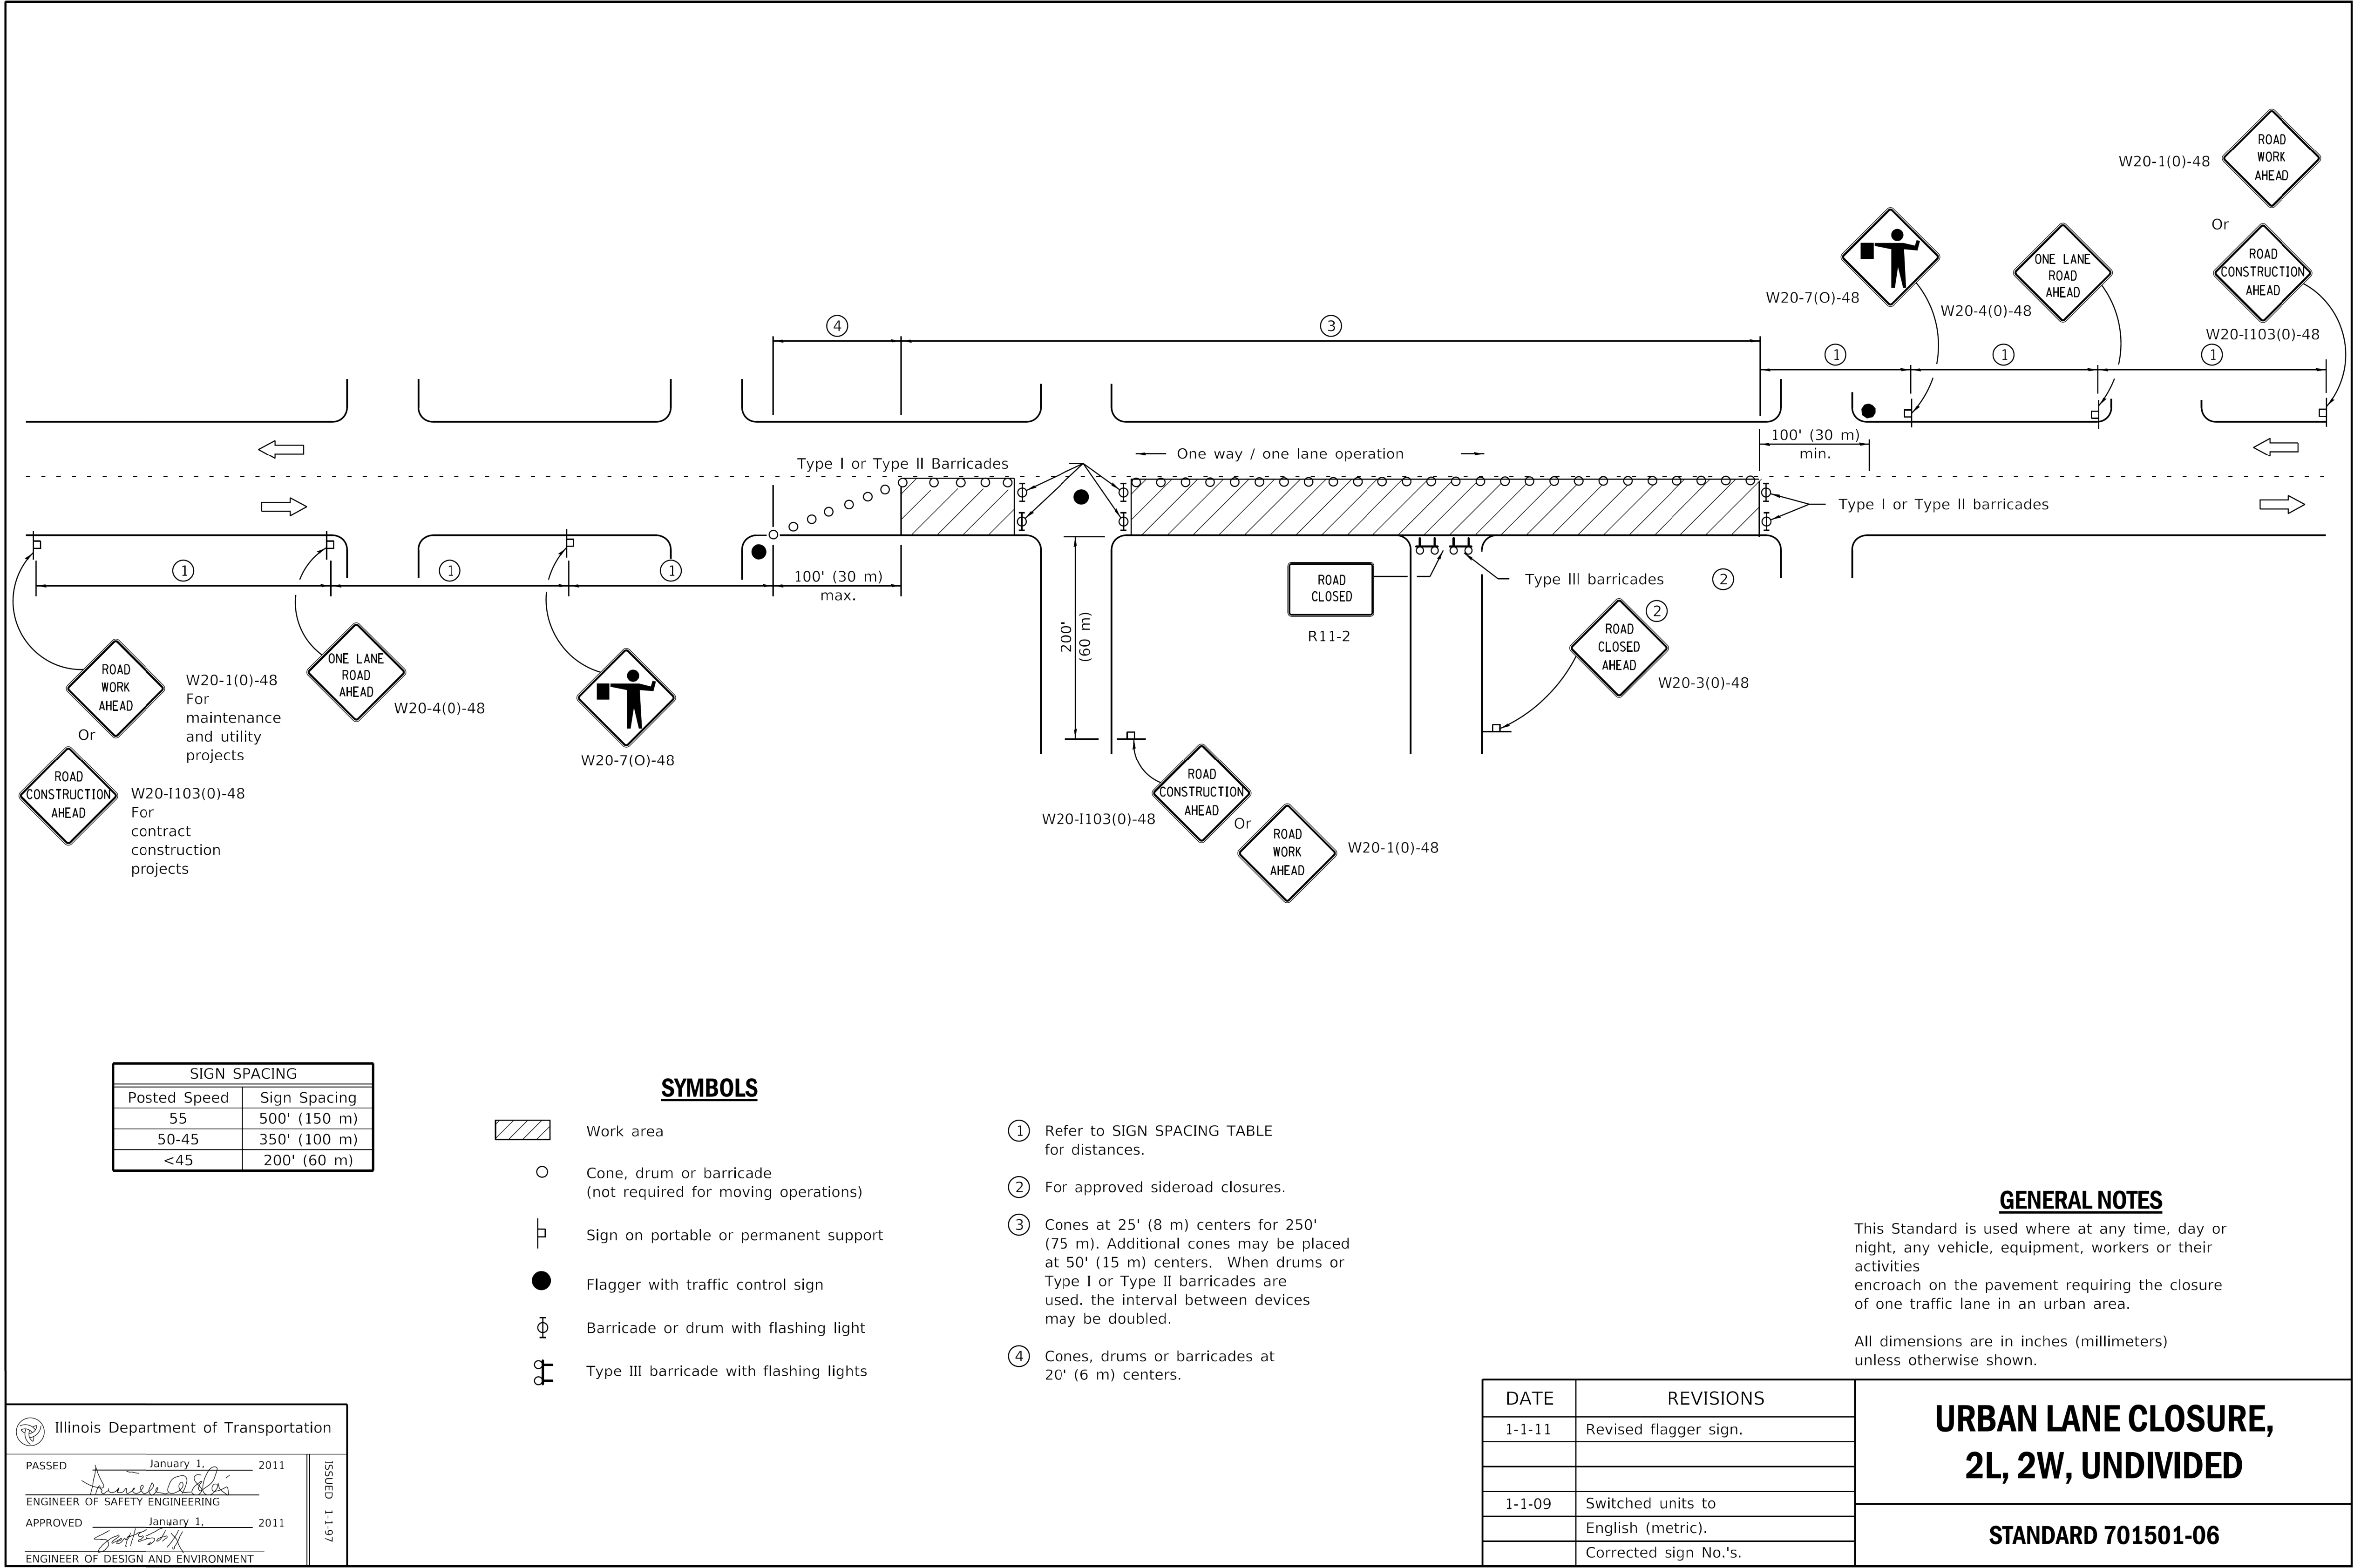 W20-1(0)-48
ROAD
WORK
AHEAD
Or
ROAD
CONSTRUCTION
AHEAD
W20-I103(0)-48
W20-7(O)-48
W20-4(0)-48
ONE LANE
ROAD
AHEAD
4
3
1
1
1
100' (30 m)
min.
Type I or Type II Barricades
One way / one lane operation
Type I or Type II barricades
1
1
1
100' (30 m)
max.
200'
(60 m)
ROAD
CLOSED
R11-2
Type III barricades
2
2
ROAD
CLOSED
AHEAD
W20-3(0)-48
ROAD
WORK
AHEAD
Or
W20-1(0)-48
For
maintenance
and utility
projects
ONE LANE
ROAD
AHEAD
W20-4(0)-48
W20-7(O)-48
ROAD
CONSTRUCTION
AHEAD
W20-I103(0)-48
For
contract
construction
projects
ROAD
CONSTRUCTION
AHEAD
W20-I103(0)-48
Or
ROAD
WORK
AHEAD
W20-1(0)-48
SIGN SPACING
Posted Speed Sign Spacing
55 500' (150 m)
50-45 350' (100 m)
<45 200' (60 m)
SYMBOLS
Work area
Cone, drum or barricade
(not required for moving operations)
Sign on portable or permanent support
Flagger with traffic control sign
Barricade or drum with flashing light
Type III barricade with flashing lights
1 Refer to SIGN SPACING TABLE
for distances.
2 For approved sideroad closures.
3 Cones at 25' (8 m) centers for 250'
(75 m). Additional cones may be placed
at 50' (15 m) centers. When drums or
Type I or Type II barricades are
used. the interval between devices
may be doubled.
4 Cones, drums or barricades at
20' (6 m) centers.
GENERAL NOTES
This Standard is used where at any time, day or
night, any vehicle, equipment, workers or their
activities
encroach on the pavement requiring the closure
of one traffic lane in an urban area.
All dimensions are in inches (millimeters)
unless otherwise shown.
Illinois Department of Transportation
PASSED January 1, 2011
ENGINEER OF SAFETY ENGINEERING
APPROVED January 1, 2011
ENGINEER OF DESIGN AND ENVIRONMENT
ISSUED 1-1-97
DATE REVISIONS
1-1-11 Revised flagger sign.
1-1-09 Switched units to
English (metric).
Corrected sign No.'s.
URBAN LANE CLOSURE,
2L, 2W, UNDIVIDED
STANDARD 701501-06